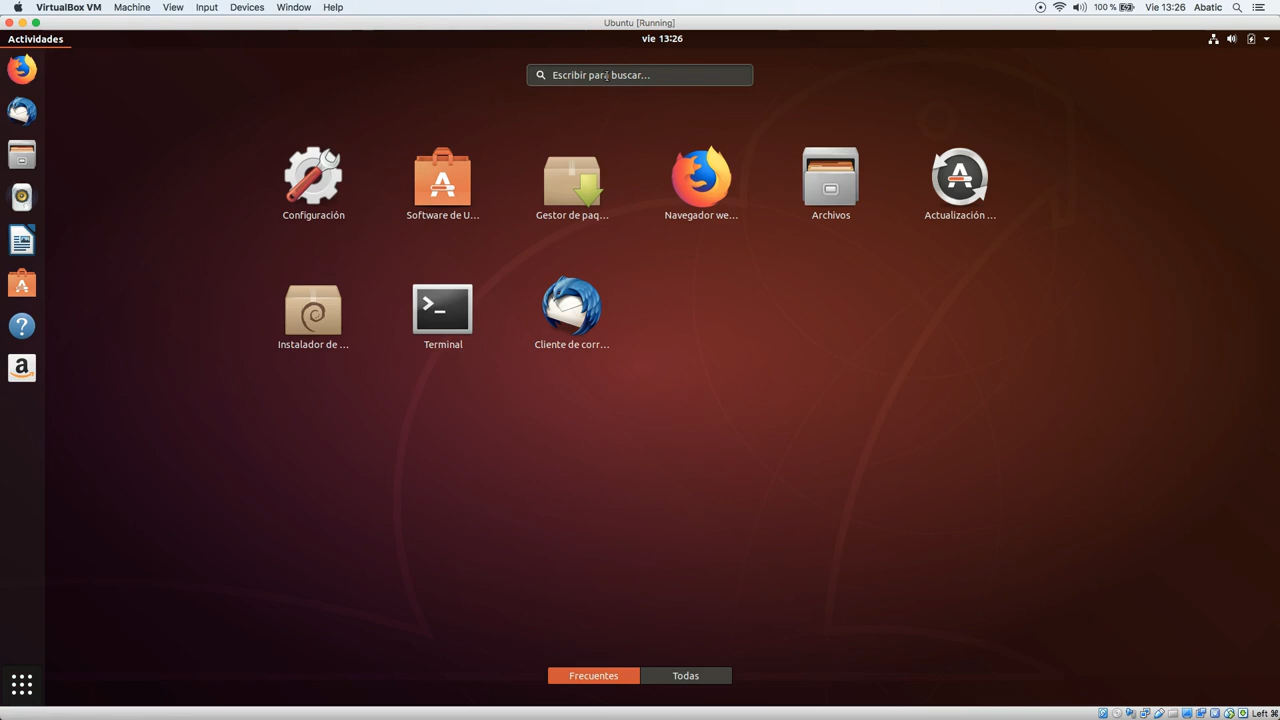 VirtualBox VM Machine View Input Devices Window Help 100 % Vie 13:26 Abatic
Ubuntu [Running]
Actividades vie 13:26
Escribir para buscar...
Configuración Software de U... Gestor de paq... Navegador we... Archivos Actualización ...
Instalador de ... Terminal Cliente de corr...
Frecuentes Todas
Left ⌘